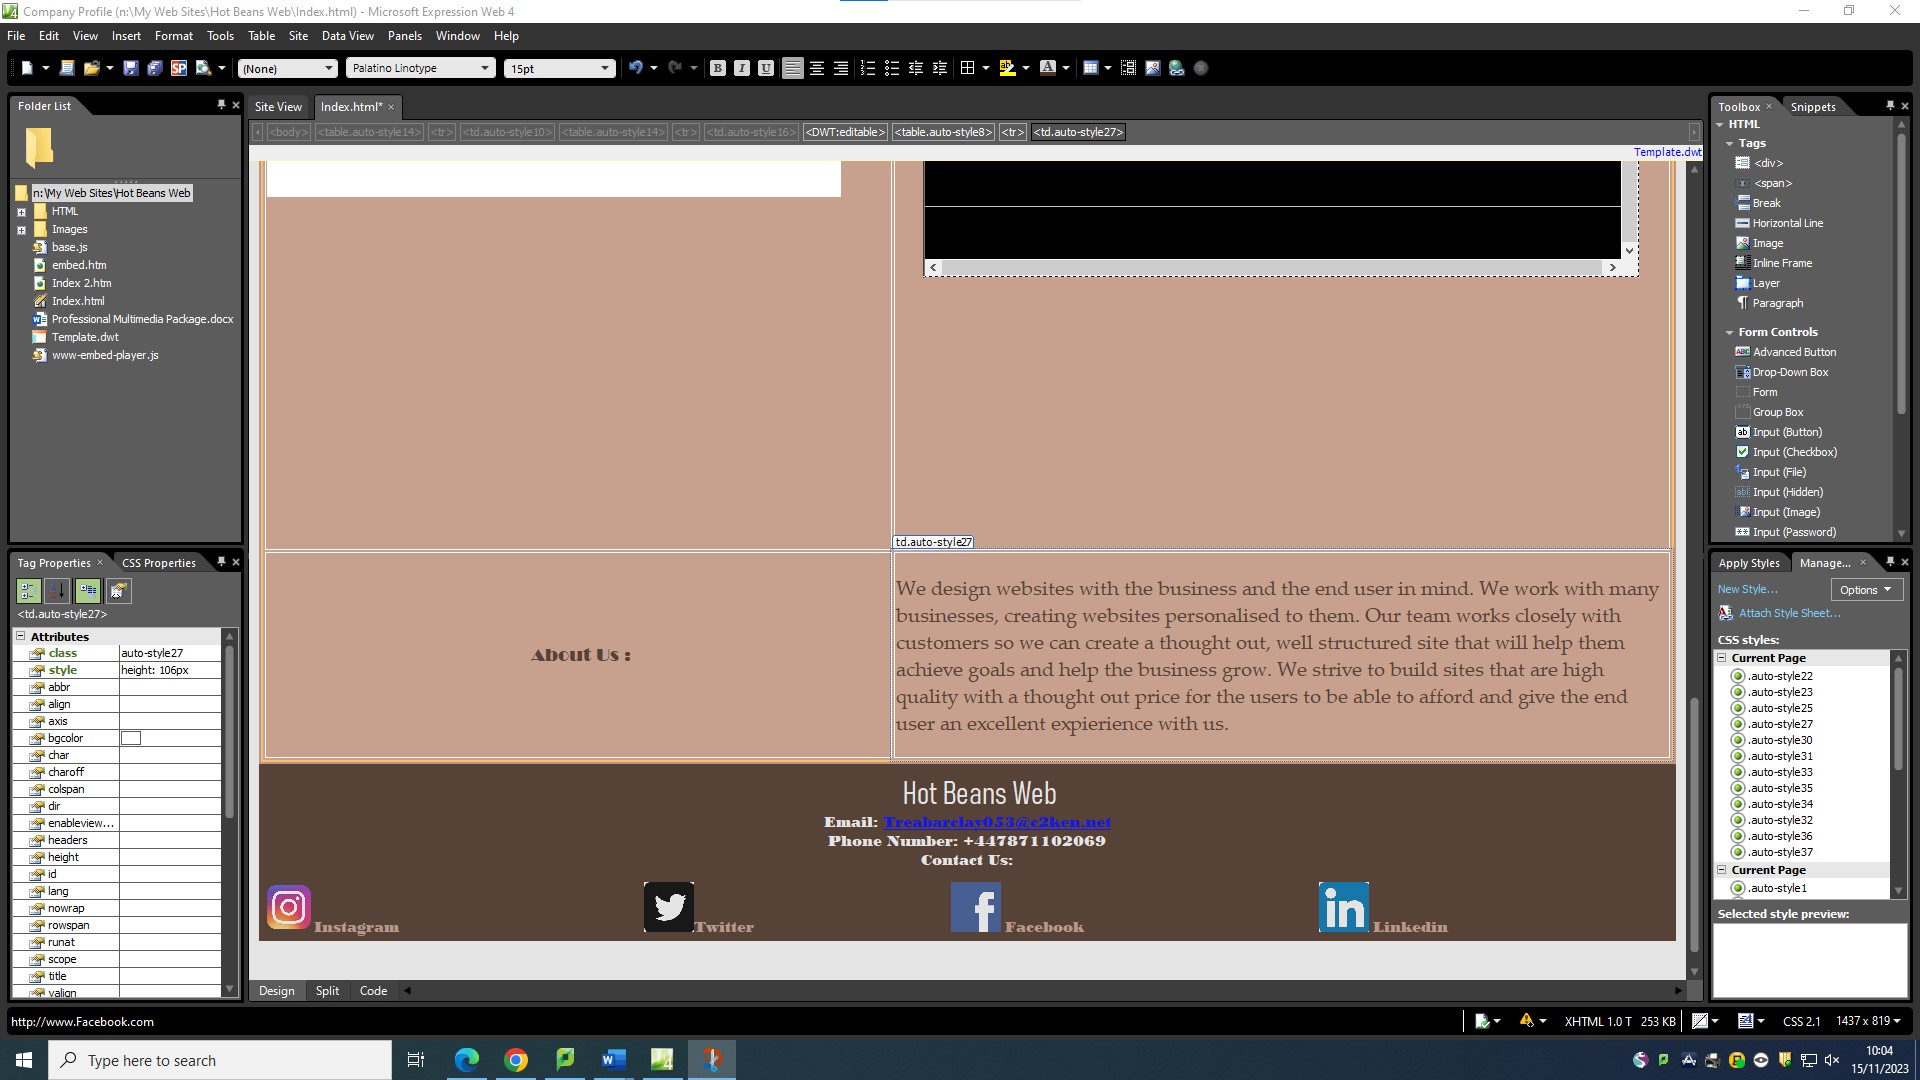 Company Profile (n:\My Web Sites\Hot Beans Web\Index.html) - Microsoft Expression Web 4
File Edit View Insert Format Tools Table Site Data View Panels Window Help
(None) Palatino Linotype 15pt
Folder List
n:\My Web Sites\Hot Beans Web
HTML
Images
base.js
embed.htm
Index 2.htm
Index.html
Professional Multimedia Package.docx
Template.dwt
www-embed-player.js
Tag Properties CSS Properties
<td.auto-style27>
Attributes
class auto-style27
style height: 106px
abbr
align
axis
bgcolor
char
charoff
colspan
dir
enableview...
headers
height
id
lang
nowrap
rowspan
runat
scope
title
valign
Site View Index.html*
<body> <table.auto-style14> <tr> <td.auto-style10> <table.auto-style14> <tr> <td.auto-style16> <DWT:editable> <table.auto-style8> <tr> <td.auto-style27>
Template.dwt
td.auto-style27
About Us :
We design websites with the business and the end user in mind. We work with many
businesses, creating websites personalised to them. Our team works closely with
customers so we can create a thought out, well structured site that will help them
achieve goals and help the business grow. We strive to build sites that are high
quality with a thought out price for the users to be able to afford and give the end
user an excellent expierience with us.
Hot Beans Web
Email: Treabarclay053@c2ken.net
Phone Number: +447871102069
Contact Us:
Instagram Twitter Facebook Linkedin
Design Split Code
Toolbox Snippets
HTML
Tags
<div>
<span>
Break
Horizontal Line
Image
Inline Frame
Layer
Paragraph
Form Controls
Advanced Button
Drop-Down Box
Form
Group Box
Input (Button)
Input (Checkbox)
Input (File)
Input (Hidden)
Input (Image)
Input (Password)
Apply Styles Manage...
New Style... Options
Attach Style Sheet...
CSS styles:
Current Page
.auto-style22
.auto-style23
.auto-style25
.auto-style27
.auto-style30
.auto-style31
.auto-style33
.auto-style35
.auto-style34
.auto-style32
.auto-style36
.auto-style37
Current Page
.auto-style1
Selected style preview:
http://www.Facebook.com
XHTML 1.0 T 253 KB CSS 2.1 1437 x 819
Type here to search
10:04
15/11/2023